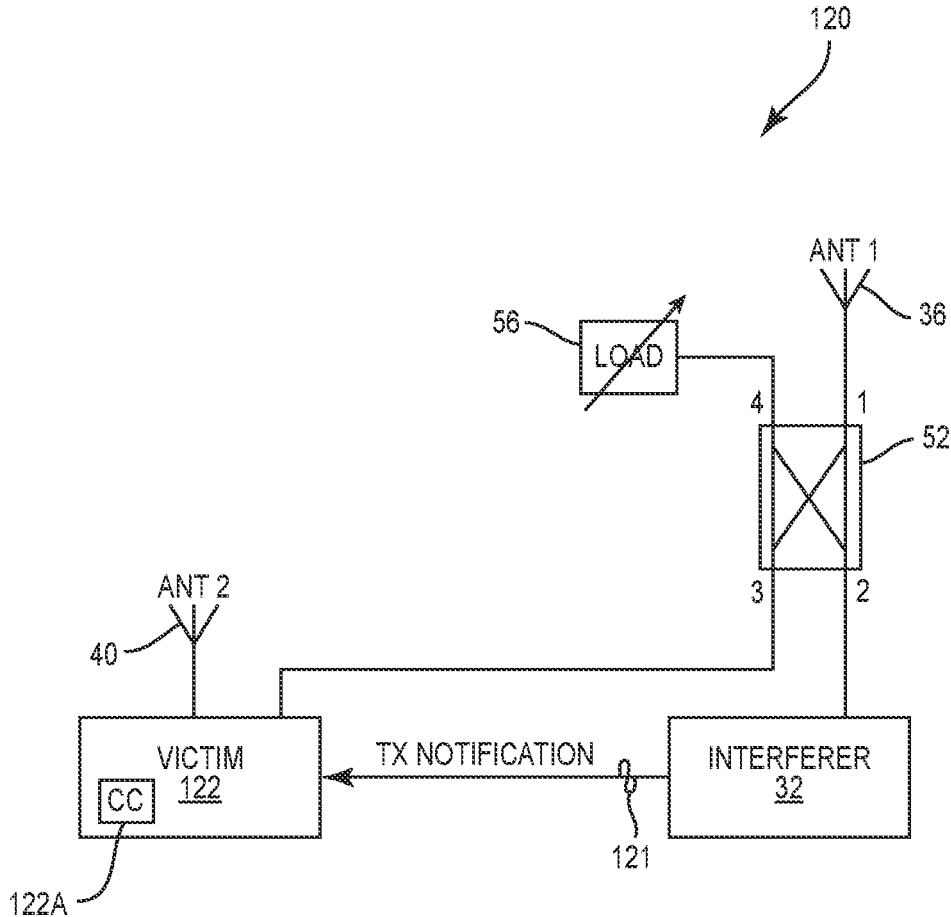 120
ANT 1
36
56
LOAD
4
1
52
3
2
ANT 2
40
VICTIM
122
CC
122A
TX NOTIFICATION
121
INTERFERER
32